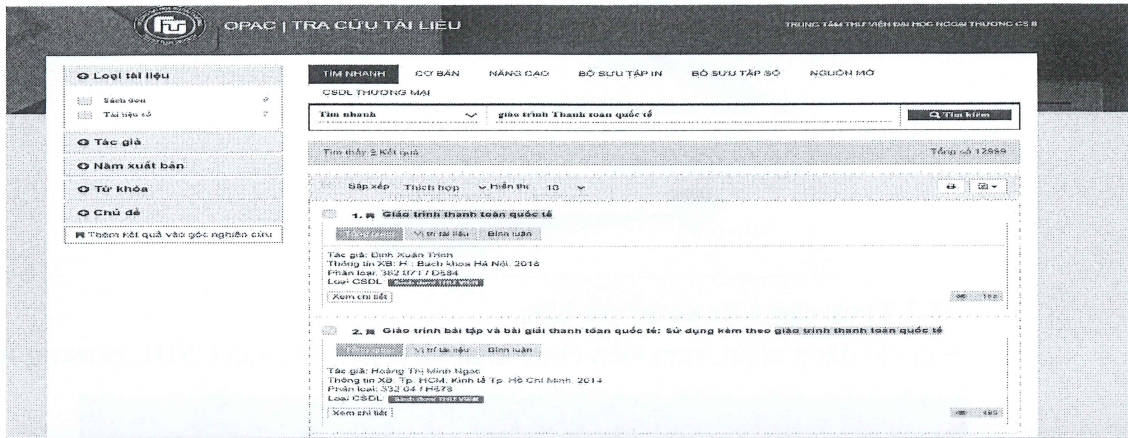 OPAC | TRA CỨU TÀI LIỆU
TRUNG TÂM THƯ VIỆN ĐẠI HỌC NGOẠI THƯƠNG CS II
Loại tài liệu
Sách đơn
Tài liệu số
Tác giả
Năm xuất bản
Từ khóa
Chủ đề
Thêm kết quả vào góc nghiên cứu
TÌM NHANH CƠ BẢN NÂNG CAO BỘ SƯU TẬP IN BỘ SƯU TẬP SỐ NGUỒN MỞ
CSDL THƯƠNG MẠI
Tìm nhanh giáo trình Thanh toán quốc tế Tìm kiếm
Tìm thấy 9 Kết quả Tổng số 12999
Sắp xếp Thích hợp Hiển thị 10
1. Giáo trình thanh toán quốc tế
Vị trí tài liệu Bình luận
Tác giả: Đinh Xuân Trình
Thông tin XB: H : Bách khoa Hà Nội, 2016
Loại CSDL
Xem chi tiết
2. Giáo trình bài tập và bài giải thanh toán quốc tế: Sử dụng kèm theo giáo trình thanh toán quốc tế
Vị trí tài liệu Bình luận
Tác giả: Hoàng Thị Minh Ngọc
Thông tin XB: Tp. HCM: Kinh tế Tp. Hồ Chí Minh, 2014
Phân loại: 332.04 / H678
Loại CSDL
Xem chi tiết